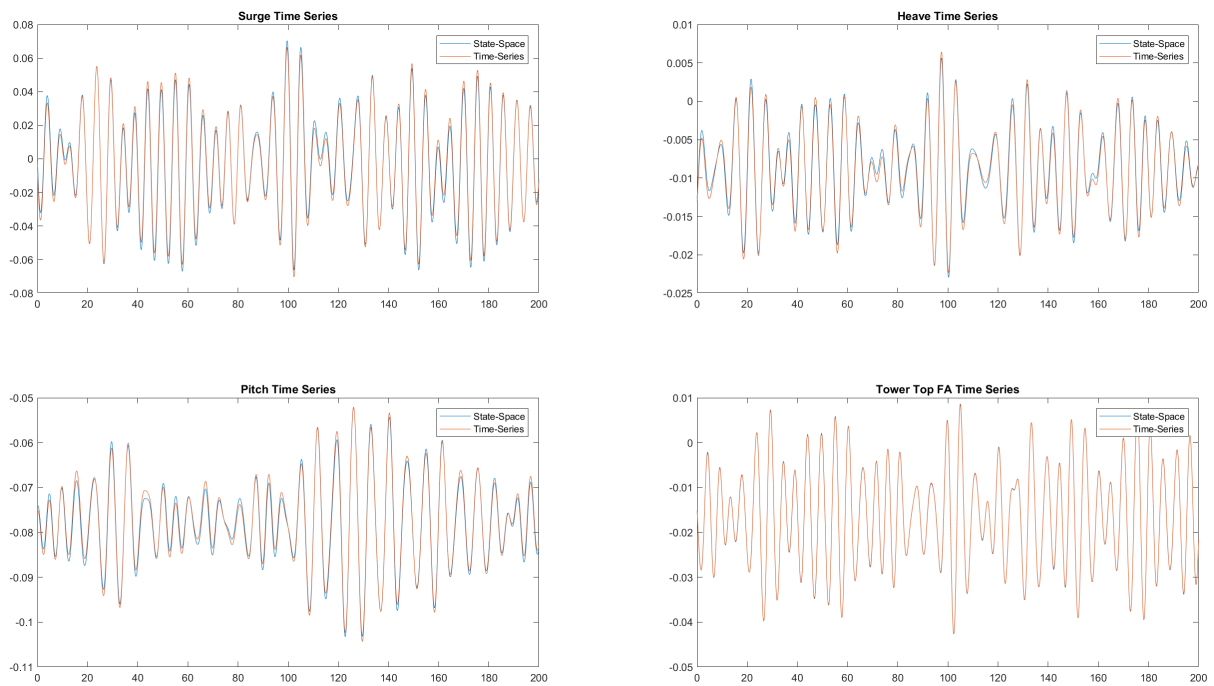 Surge Time Series
0.08
0.06
0.04
0.02
0
-0.02
-0.04
-0.06
-0.08
State-Space
Time-Series
0 20 40 60 80 100 120 140 160 180 200
Heave Time Series
0.01
0.005
0
-0.005
-0.01
-0.015
-0.02
-0.025
State-Space
Time-Series
0 20 40 60 80 100 120 140 160 180 200
Pitch Time Series
-0.05
-0.06
-0.07
-0.08
-0.09
-0.1
-0.11
State-Space
Time-Series
0 20 40 60 80 100 120 140 160 180 200
Tower Top FA Time Series
0.01
0
-0.01
-0.02
-0.03
-0.04
-0.05
State-Space
Time-Series
0 20 40 60 80 100 120 140 160 180 200